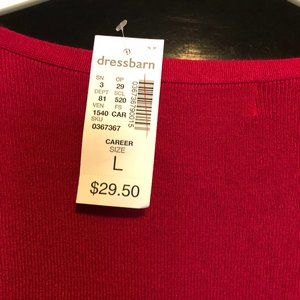 dressbarn
SN OP
3 29
DEPT SCL
81 520
VEN FS
1540 CAR
SKU
0367367
CAREER
SIZE
L
$29.50